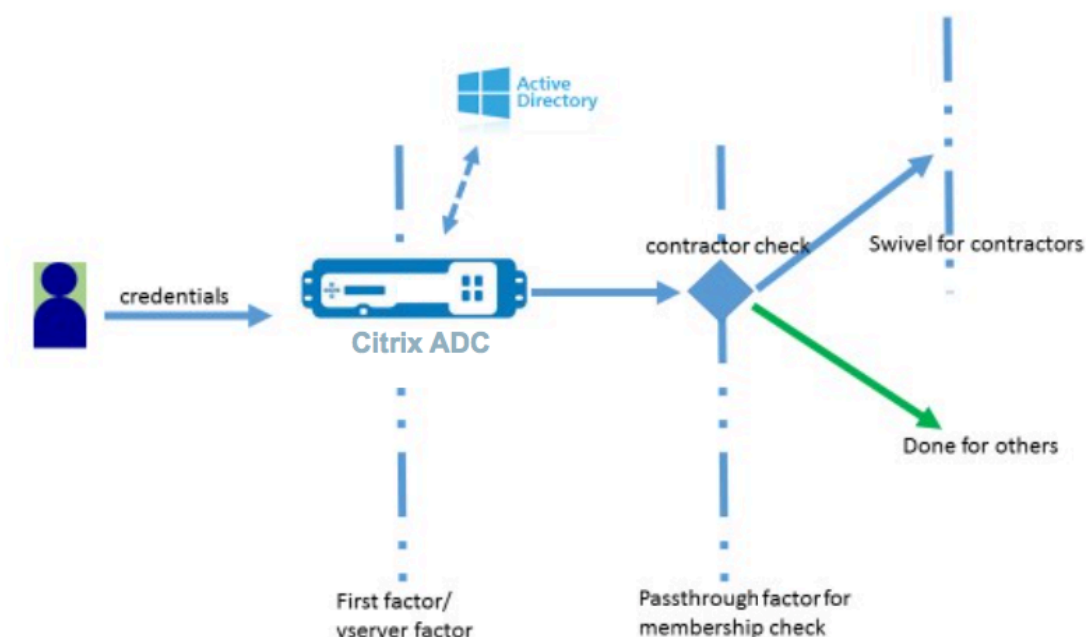 Active
Directory
contractor check
Swivel for contractors
credentials
Citrix ADC
Done for others
First factor/
vserver factor
Passthrough factor for
membership check